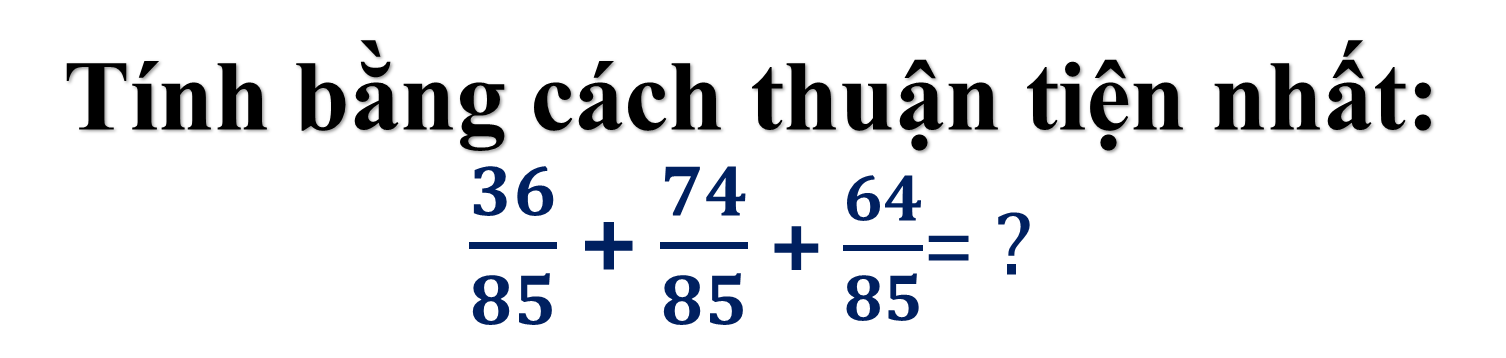 Tính bằng cách thuận tiện nhất:
36/85 + 74/85 + 64/85 = ?